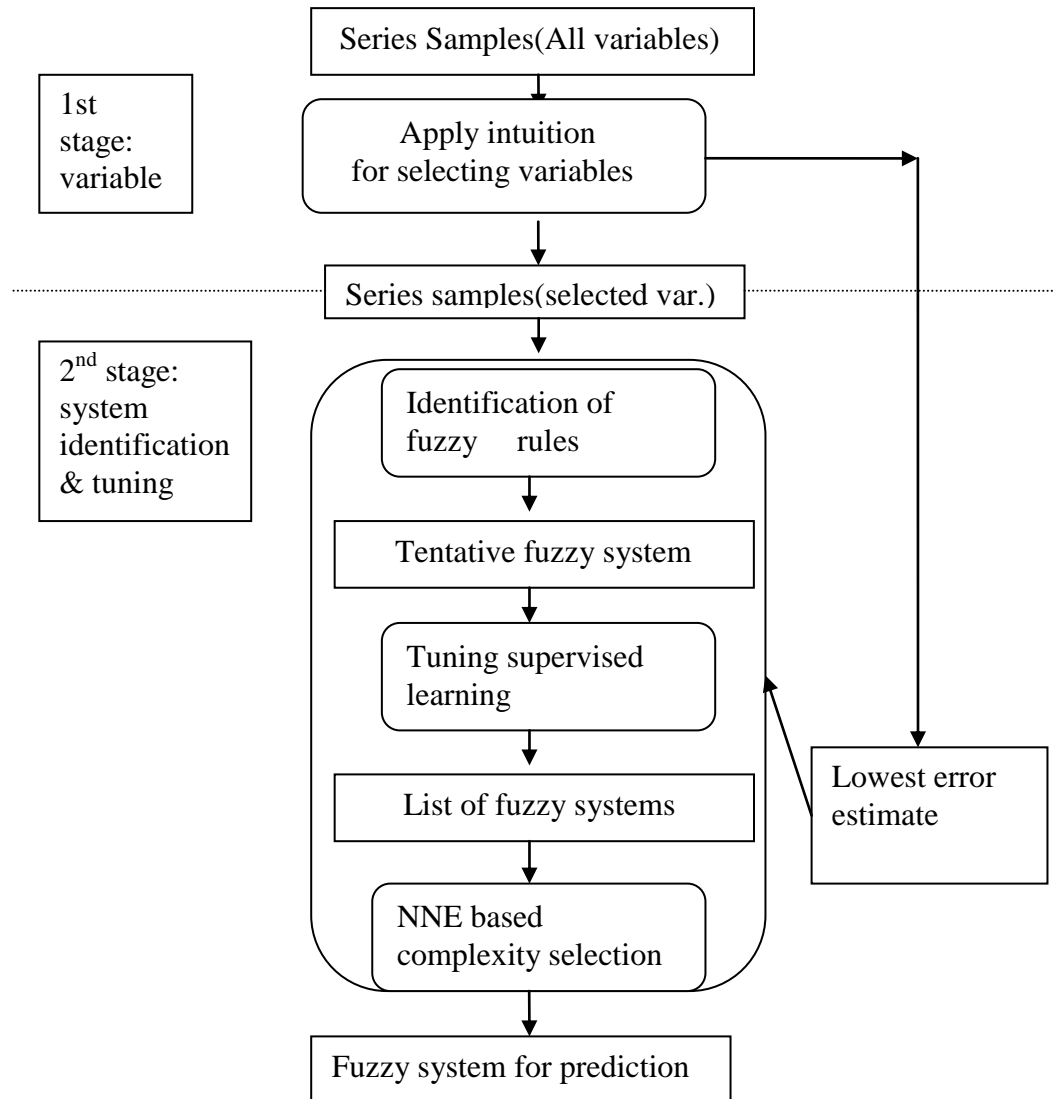 Series Samples(All variables)
1st
stage:
variable
Apply intuition
for selecting variables
Series samples(selected var.)
2nd stage:
system
identification
& tuning
Identification of
fuzzy rules
Tentative fuzzy system
Tuning supervised
learning
List of fuzzy systems
Lowest error
estimate
NNE based
complexity selection
Fuzzy system for prediction